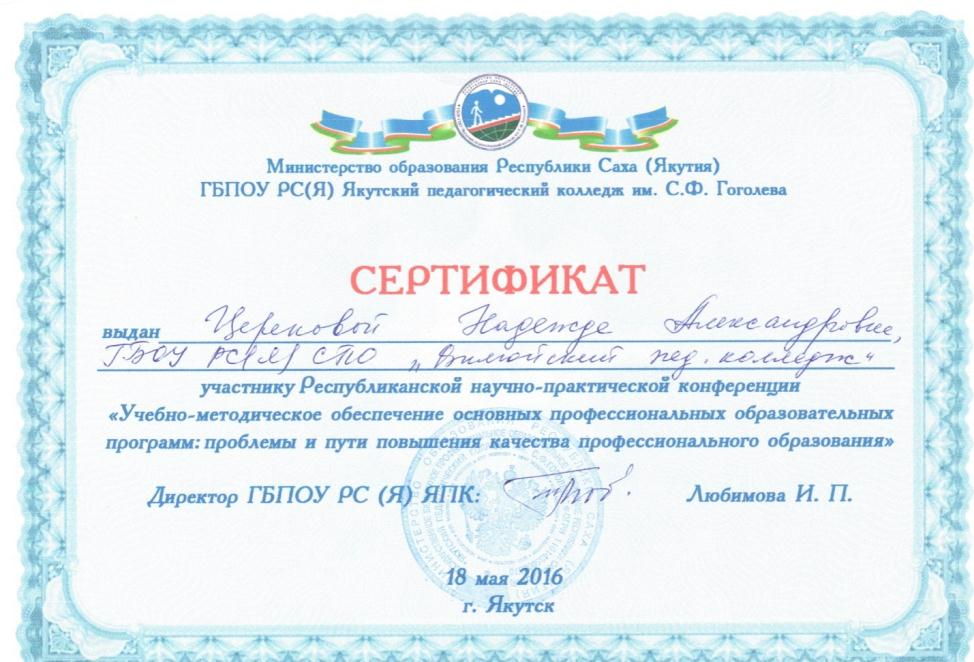 Министерство образования Республики Саха (Якутия)
ГБПОУ РС(Я) Якутский педагогический колледж им. С.Ф. Гоголева
СЕРТИФИКАТ
выдан Цереновой Надежде Александровне,
ГБОУ РС(Я) СПО „Вилюйский пед. колледж“
участнику Республиканской научно-практической конференции
«Учебно-методическое обеспечение основных профессиональных образовательных
программ: проблемы и пути повышения качества профессионального образования»
Директор ГБПОУ РС (Я) ЯПК: Любимова И. П.
18 мая 2016
г. Якутск